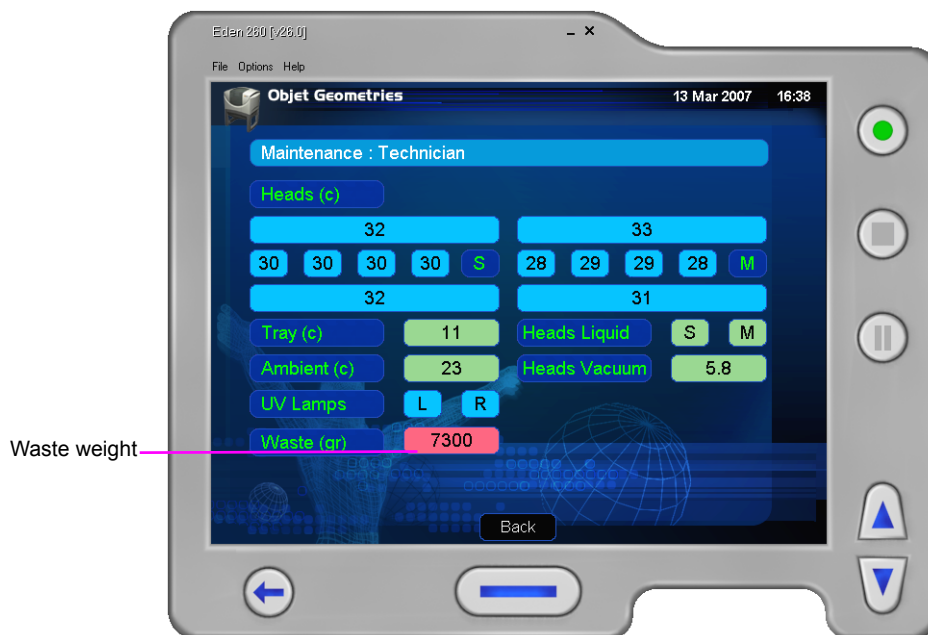 Eden 260 [v26.0]
File Options Help
Objet Geometries 13 Mar 2007 16:38
Maintenance : Technician
Heads (c)
32 33
30 30 30 30 S 28 29 29 28 M
32 31
Tray (c) 11 Heads Liquid S M
Ambient (c) 23 Heads Vacuum 5.8
UV Lamps L R
Waste (gr) 7300
Waste weight
Back